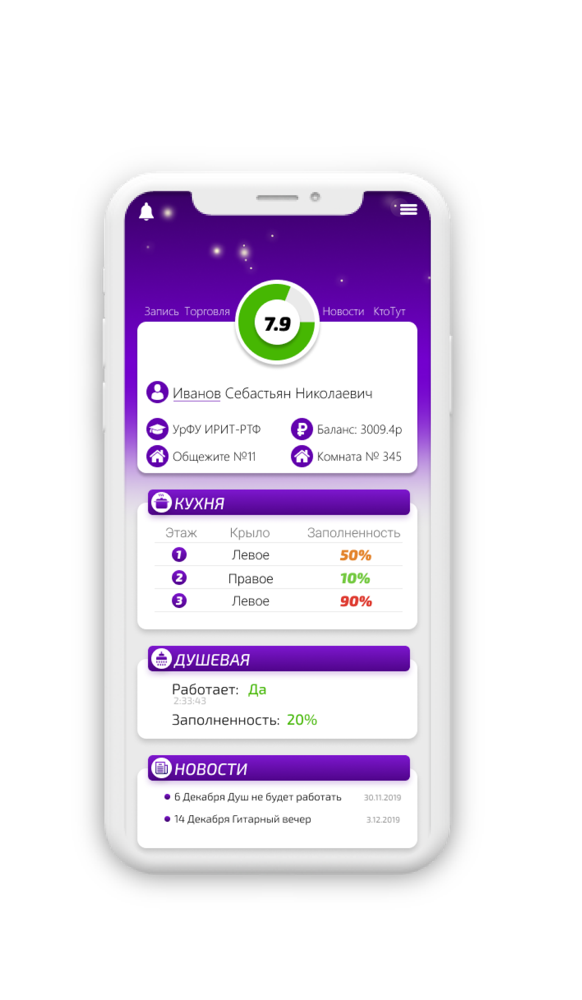 Запись Торговля Новости КтоТут
7.9
Иванов Себастьян Николаевич
УрФУ ИРИТ-РТФ Баланс: 3009.4р
Общежите №11 Комната № 345
КУХНЯ
Этаж Крыло Заполненность
1 Левое 50%
2 Правое 10%
3 Левое 90%
ДУШЕВАЯ
Работает: Да
2:33:43
Заполненность: 20%
НОВОСТИ
6 Декабря Душ не будет работать 30.11.2019
14 Декабря Гитарный вечер 3.12.2019